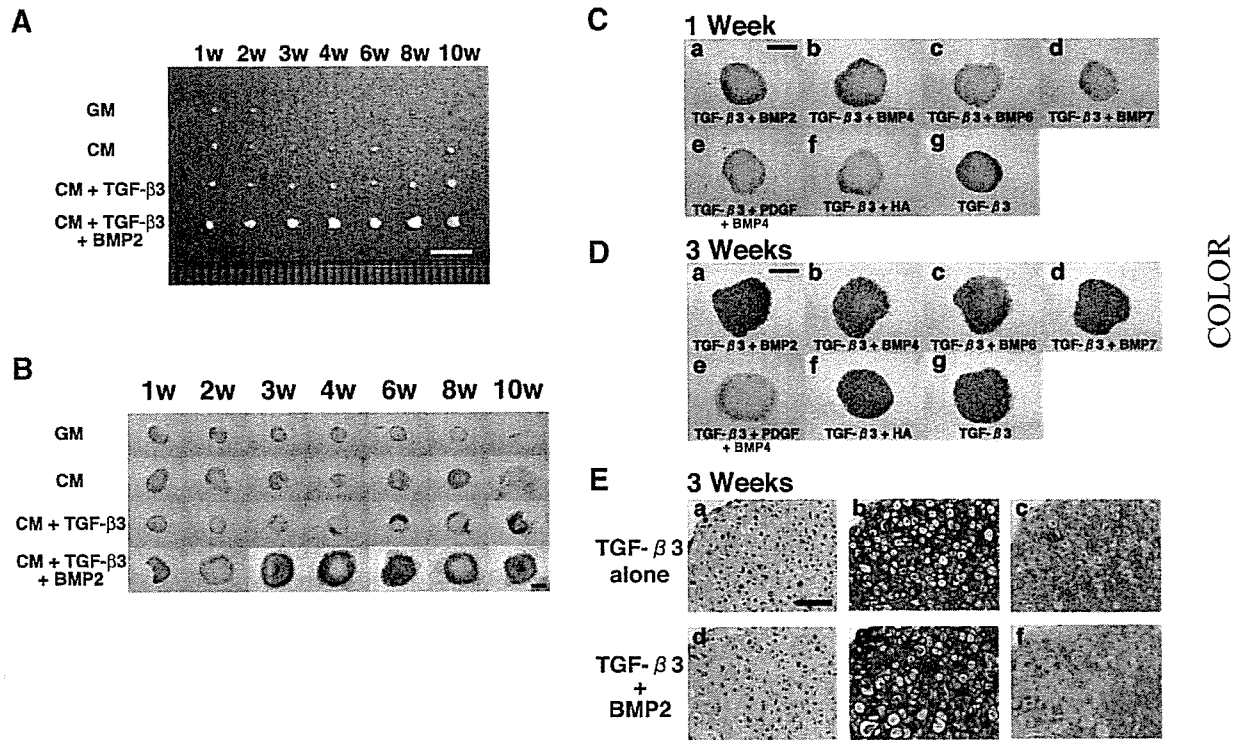 A
1w 2w 3w 4w 6w 8w 10w
GM
CM
CM + TGF-β3
CM + TGF-β3
+ BMP2
B
1w 2w 3w 4w 6w 8w 10w
GM
CM
CM + TGF-β3
CM + TGF-β3
+ BMP2
C 1 Week
a b c d
TGF-β3 + BMP2 TGF-β3 + BMP4 TGF-β3 + BMP6 TGF-β3 + BMP7
e f g
TGF-β3 + PDGF TGF-β3 + HA TGF-β3
+ BMP4
D 3 Weeks
a b c d
TGF-β3 + BMP2 TGF-β3 + BMP4 TGF-β3 + BMP6 TGF-β3 + BMP7
e f g
TGF-β3 + PDGF TGF-β3 + HA TGF-β3
+ BMP4
E 3 Weeks
a b c
TGF-β3
alone
d e f
TGF-β3
+
BMP2
COLOR